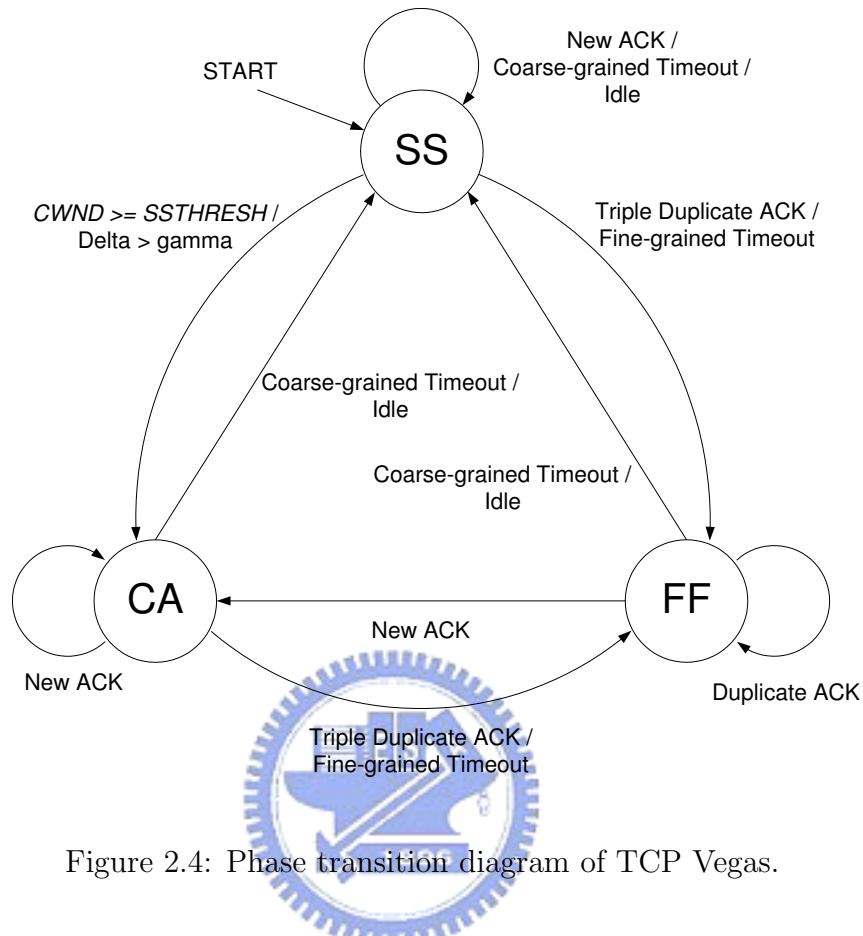 New ACK /
Coarse-grained Timeout /
Idle
START
SS
CWND >= SSTHRESH /
Delta > gamma
Triple Duplicate ACK /
Fine-grained Timeout
Coarse-grained Timeout /
Idle
Coarse-grained Timeout /
Idle
CA
FF
New ACK
New ACK
Duplicate ACK
Triple Duplicate ACK /
Fine-grained Timeout
Figure 2.4: Phase transition diagram of TCP Vegas.